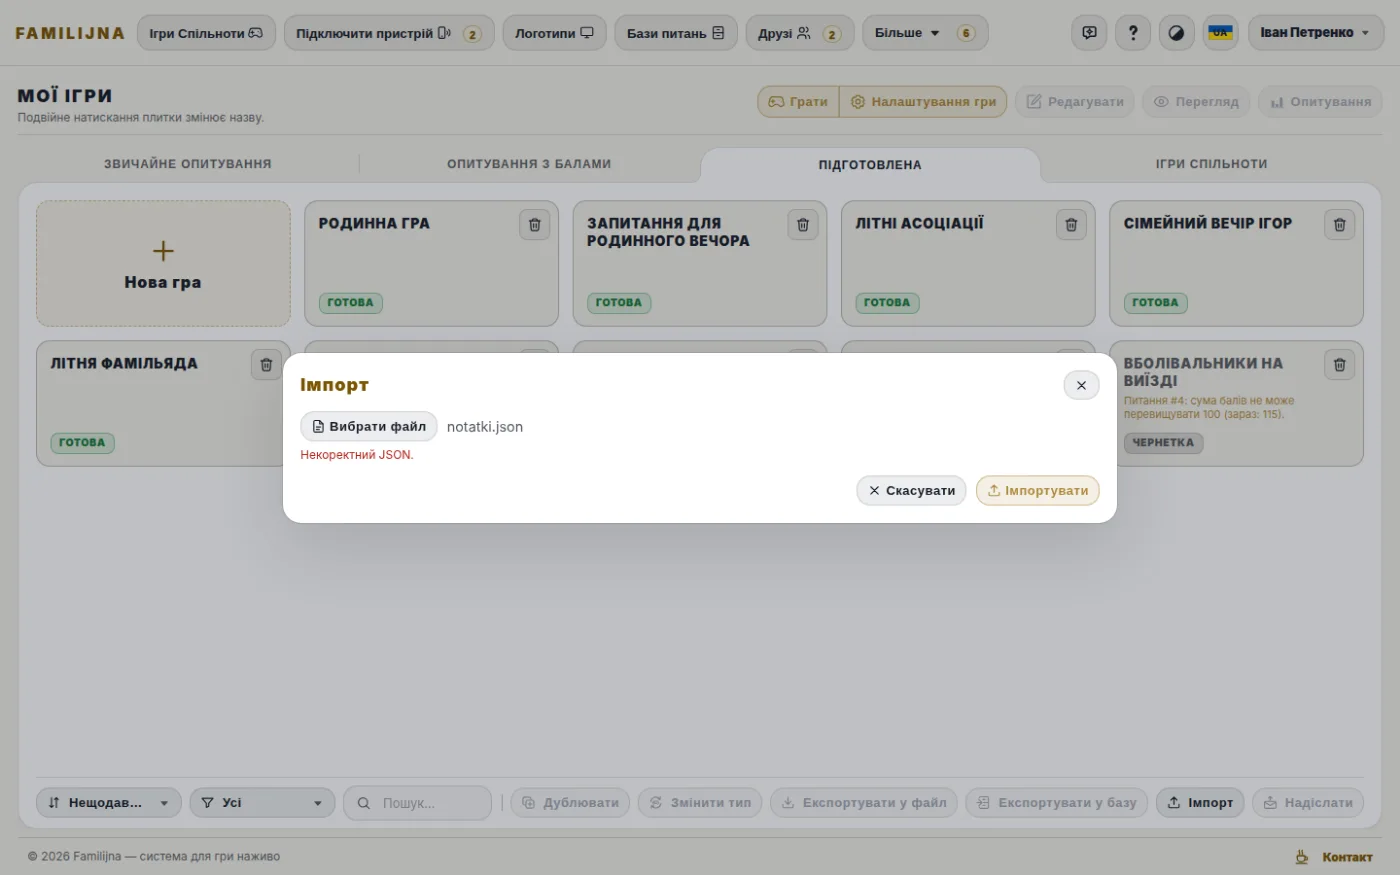 FAMILIJNA
Ігри Спільноти
Підключити пристрій 2
Логотипи
Бази питань
Друзі 2
Більше 6
?
UA
Іван Петренко
МОЇ ІГРИ
Подвійне натискання плитки змінює назву.
Грати
Налаштування гри
Редагувати
Перегляд
Опитування
ЗВИЧАЙНЕ ОПИТУВАННЯ
ОПИТУВАННЯ З БАЛАМИ
ПІДГОТОВЛЕНА
ІГРИ СПІЛЬНОТИ
Нова гра
РОДИННА ГРА
ГОТОВА
ЗАПИТАННЯ ДЛЯ
РОДИННОГО ВЕЧОРА
ГОТОВА
ЛІТНІ АСОЦІАЦІЇ
ГОТОВА
СІМЕЙНИЙ ВЕЧІР ІГОР
ГОТОВА
ЛІТНЯ ФАМІЛЬЯДА
ГОТОВА
ВБОЛІВАЛЬНИКИ НА
ВИЇЗДІ
Питання #4: сума балів не може
перевищувати 100 (зараз: 115).
ЧЕРНЕТКА
Імпорт
Вибрати файл
notatki.json
Некоректний JSON.
Скасувати
Імпортувати
Нещодав...
Усі
Пошук...
Дублювати
Змінити тип
Експортувати у файл
Експортувати у базу
Імпорт
Надіслати
© 2026 Familijna — система для гри наживо
Контакт